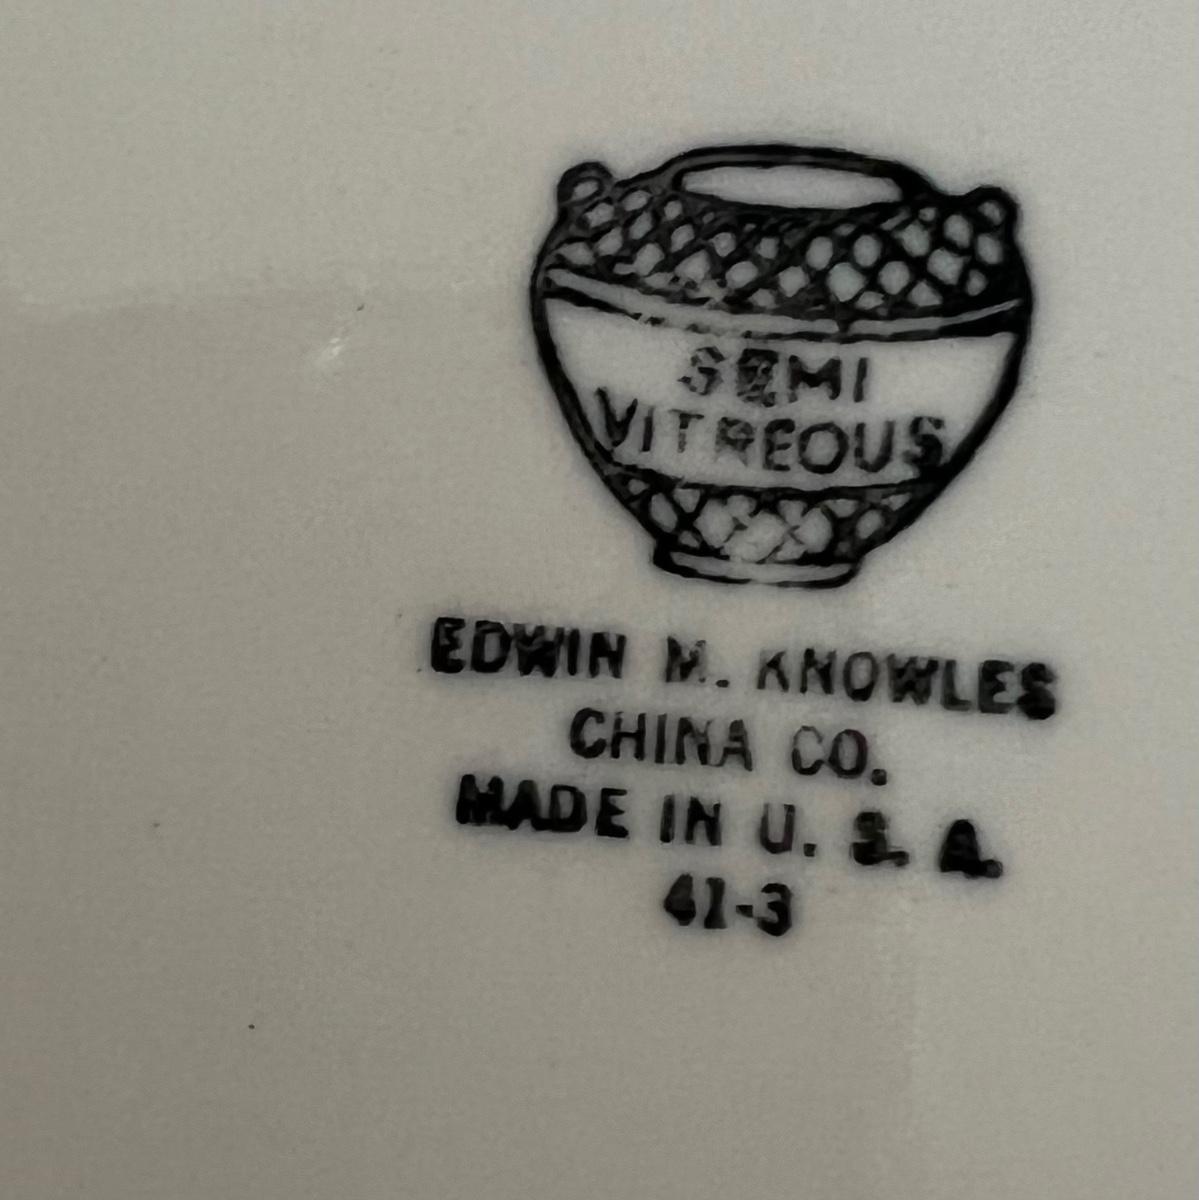 SEMI
VITREOUS
EDWIN M. KNOWLES
CHINA CO.
MADE IN U. S. A.
41-3